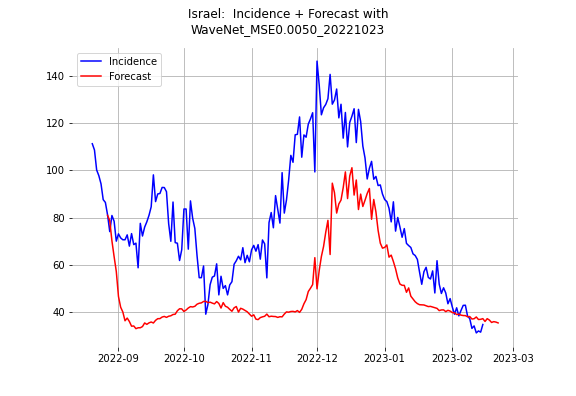 Israel:  Incidence + Forecast with
WaveNet_MSE0.0050_20221023
Incidence
Forecast
140
120
100
80
60
40
2022-09 2022-10 2022-11 2022-12 2023-01 2023-02 2023-03